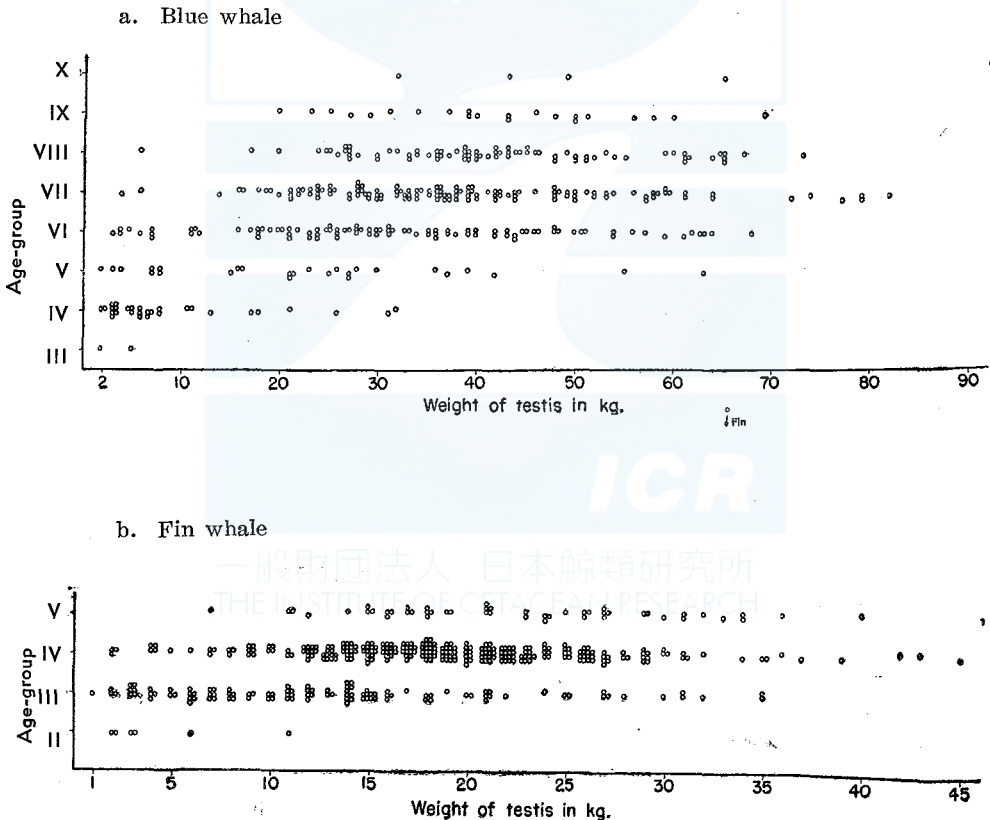 a. Blue whale
X
IX
VIII
VII
VI
V
IV
III
Age-group
2 10 20 30 40 50 60 70 80 90
Weight of testis in kg.
Fin
ICR
b. Fin whale
一般財団法人 日本鯨類研究所
THE INSTITUTE OF CETACEAN RESEARCH
V
IV
III
II
Age-group
1 5 10 15 20 25 30 35 40 45
Weight of testis in kg.